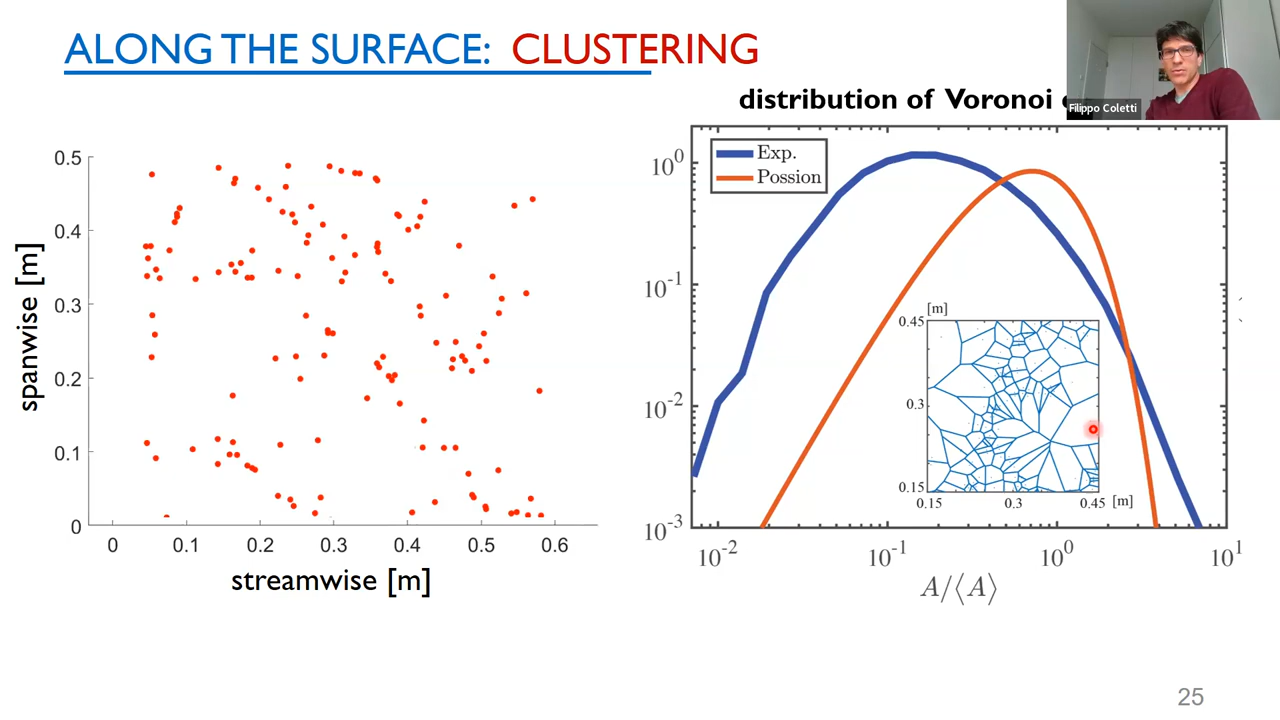 ALONG THE SURFACE: CLUSTERING
Filippo Coletti
distribution of Voronoi
0.5
0.4
0.3
0.2
0.1
0
spanwise [m]
0 0.1 0.2 0.3 0.4 0.5 0.6
streamwise [m]
Exp.
Possion
10^0
10^-1
10^-2
10^-3
10^-2 10^-1 10^0 10^1
A/⟨A⟩
[m]
0.45
0.3
0.15
0.15 0.3 0.45 [m]
25